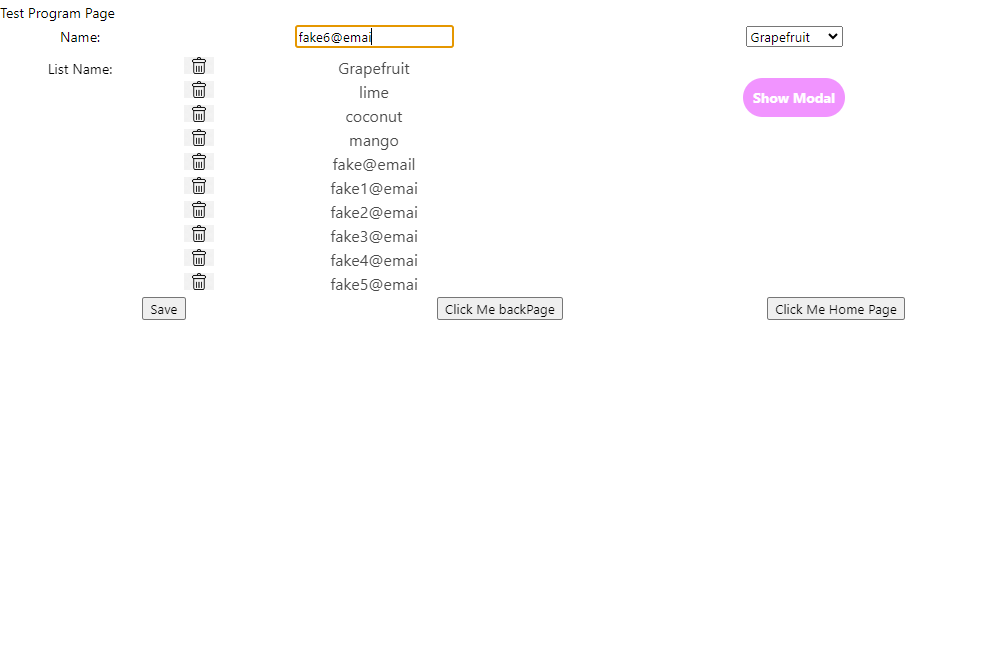 Test Program Page
Name: fake6@emai Grapefruit
List Name: Grapefruit
lime
Show Modal
coconut
mango
fake@email
fake1@emai
fake2@emai
fake3@emai
fake4@emai
fake5@emai
Save Click Me backPage Click Me Home Page